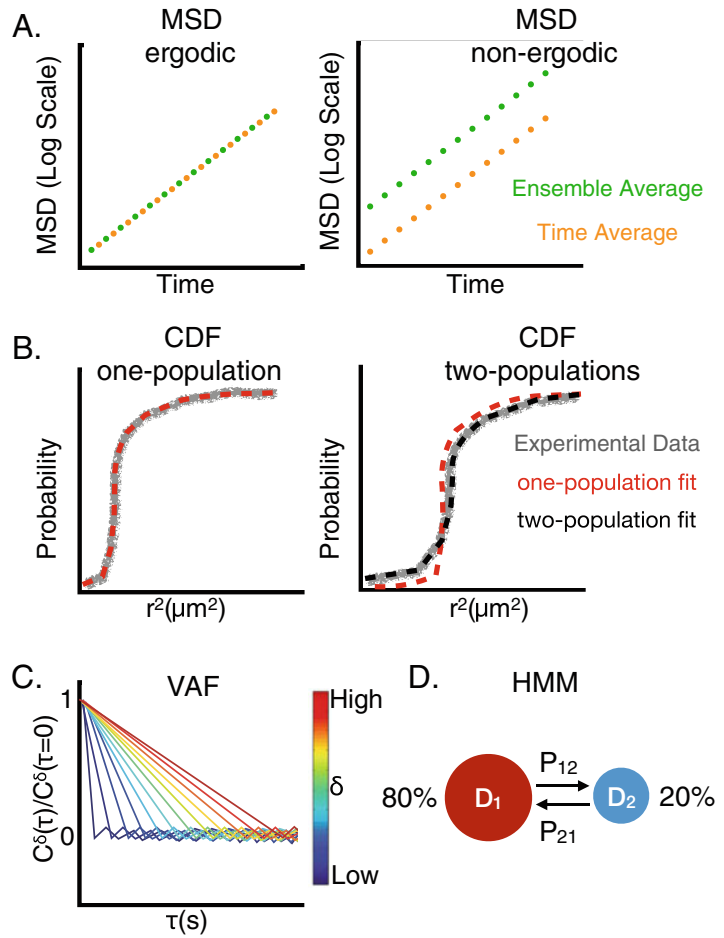 A.
MSD
ergodic
MSD (Log Scale)
Time
MSD
non-ergodic
MSD (Log Scale)
Ensemble Average
Time Average
Time
B.
CDF
one-population
Probability
r²(μm²)
CDF
two-populations
Probability
Experimental Data
one-population fit
two-population fit
r²(μm²)
C.
VAF
1
0
C^δ(τ)/C^δ(τ=0)
τ(s)
High
δ
Low
D.
HMM
80%
D₁
P₁₂
P₂₁
D₂
20%